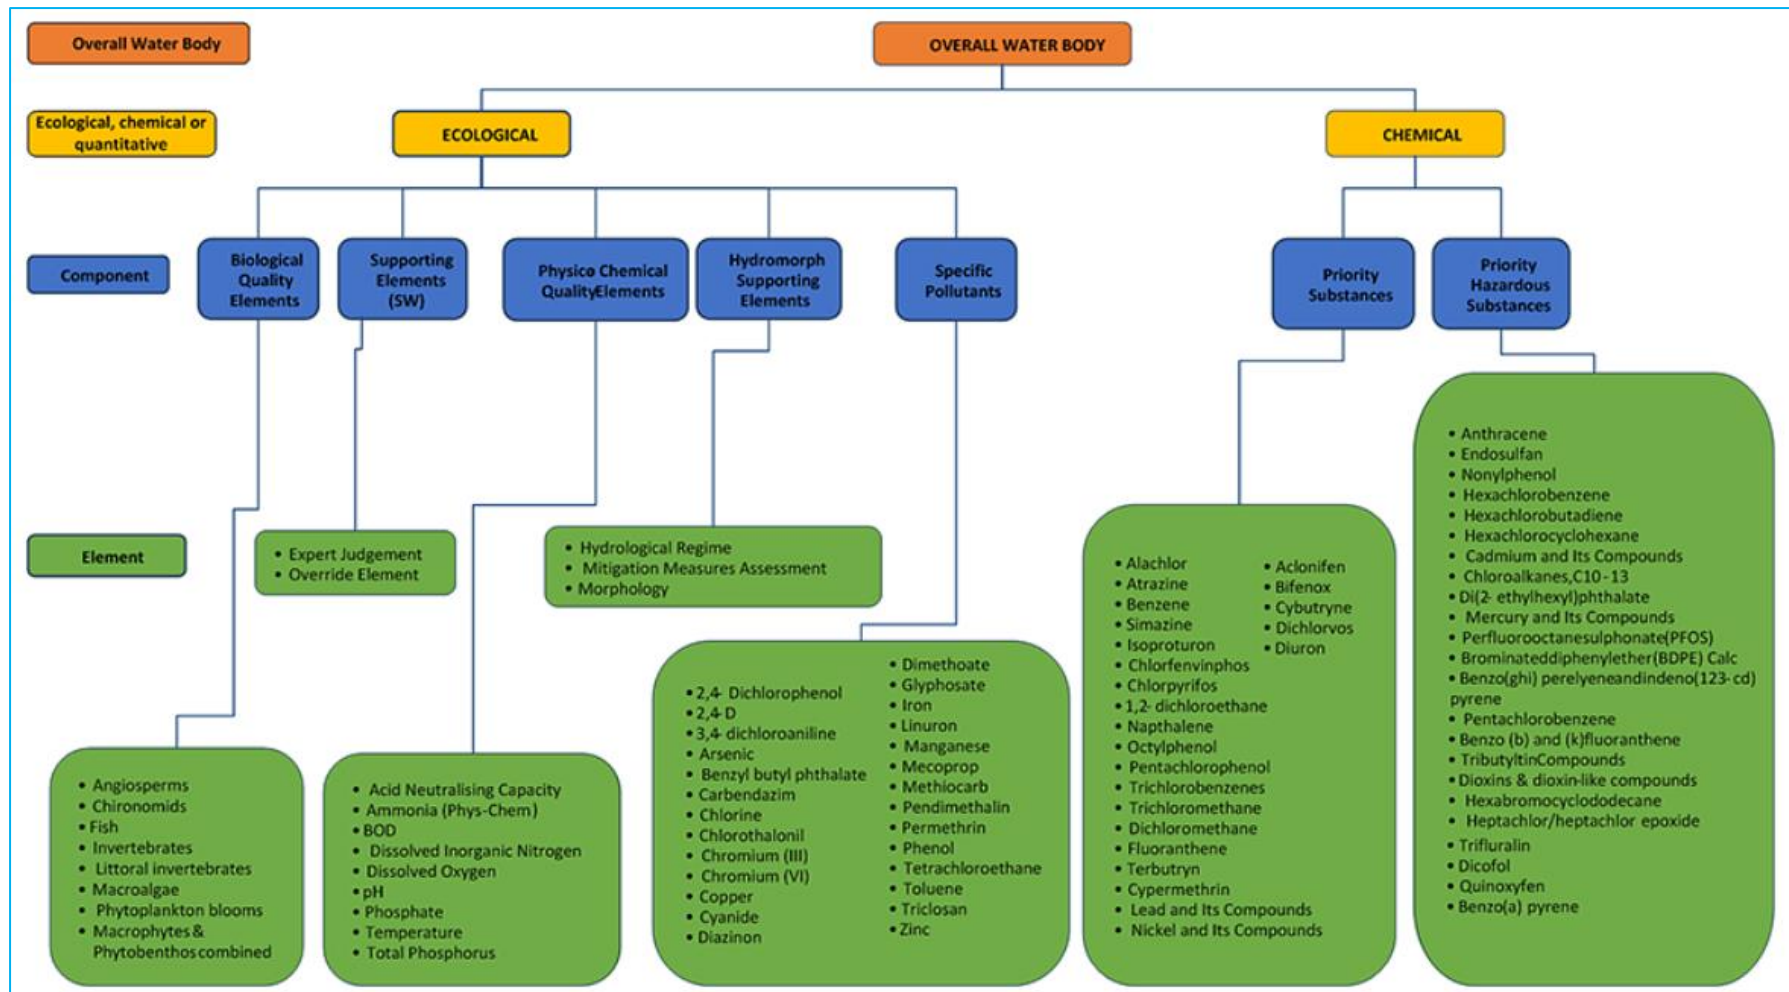 Overall Water Body
OVERALL WATER BODY
Ecological, chemical or
quantitative
ECOLOGICAL
CHEMICAL
Component
Biological
Quality
Elements
Supporting
Elements
(SW)
Physico Chemical
QualityElements
Hydromorph
Supporting
Elements
Specific
Pollutants
Priority
Substances
Priority
Hazardous
Substances
Element
• Angiosperms
• Chironomids
• Fish
• Invertebrates
• Littoral invertebrates
• Macroalgae
• Phytoplankton blooms
• Macrophytes &
Phytobenthos combined
• Expert Judgement
• Override Element
• Acid Neutralising Capacity
• Ammonia (Phys-Chem)
• BOD
• Dissolved Inorganic Nitrogen
• Dissolved Oxygen
• pH
• Phosphate
• Temperature
• Total Phosphorus
• Hydrological Regime
• Mitigation Measures Assessment
• Morphology
• 2,4- Dichlorophenol
• 2,4-D
• 3,4- dichloroaniline
• Arsenic
• Benzyl butyl phthalate
• Carbendazim
• Chlorine
• Chlorothalonil
• Chromium (III)
• Chromium (VI)
• Copper
• Cyanide
• Diazinon
• Dimethoate
• Glyphosate
• Iron
• Linuron
• Manganese
• Mecoprop
• Methiocarb
• Pendimethalin
• Permethrin
• Phenol
• Tetrachloroethane
• Toluene
• Triclosan
• Zinc
• Alachlor
• Atrazine
• Benzene
• Simazine
• Isoproturon
• Chlorfenvinphos
• Chlorpyrifos
• 1,2- dichloroethane
• Napthalene
• Octylphenol
• Pentachlorophenol
• Trichlorobenzenes
• Trichloromethane
• Dichloromethane
• Fluoranthene
• Terbutryn
• Cypermethrin
• Lead and Its Compounds
• Nickel and Its Compounds
• Aclonifen
• Bifenox
• Cybutryne
• Dichlorvos
• Diuron
• Anthracene
• Endosulfan
• Nonylphenol
• Hexachlorobenzene
• Hexachlorobutadiene
• Hexachlorocyclohexane
• Cadmium and Its Compounds
• Chloroalkanes,C10-13
• Di(2- ethylhexyl)phthalate
• Mercury and Its Compounds
• Perfluorooctanesulphonate(PFOS)
• Brominateddiphenylether(BDPE) Calc
• Benzo(ghi) perelyeneandindeno(123-cd)
pyrene
• Pentachlorobenzene
• Benzo (b) and (k)fluoranthene
• TributyltinCompounds
• Dioxins & dioxin-like compounds
• Hexabromocyclododecane
• Heptachlor/heptachlor epoxide
• Trifluralin
• Dicofol
• Quinoxyfen
• Benzo(a) pyrene